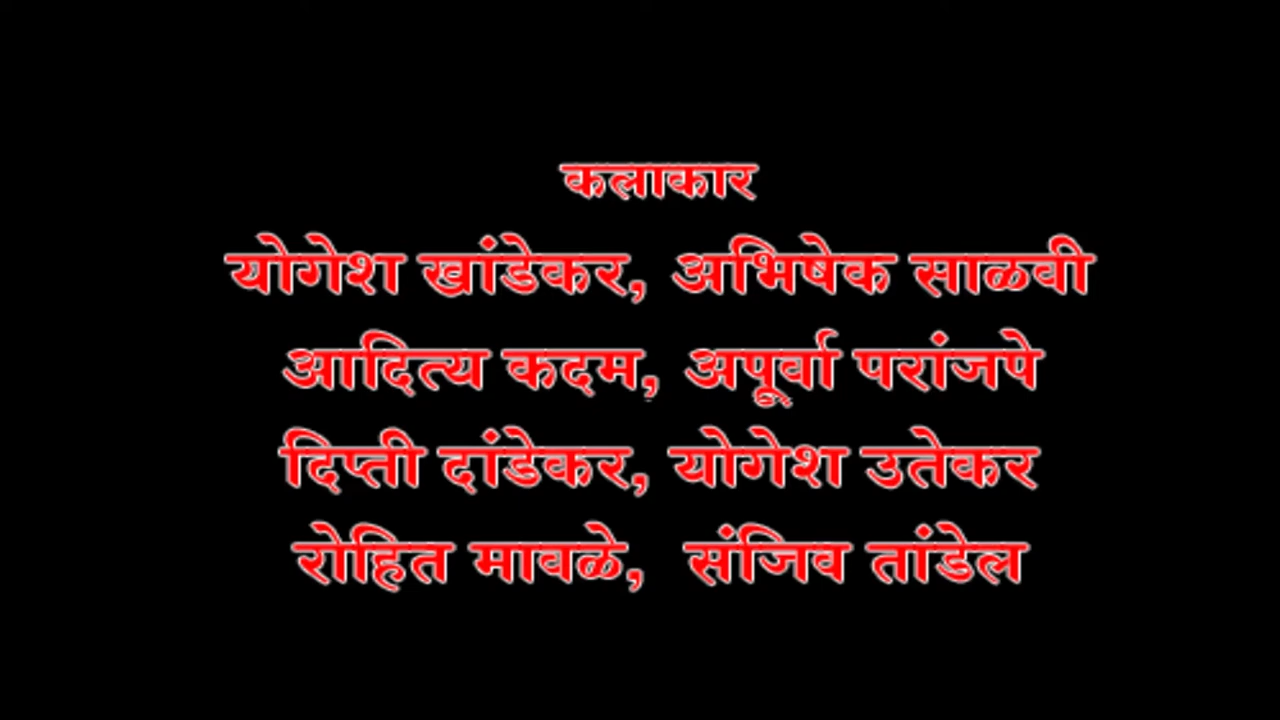 कलाकार
योगेश खांडेकर, अभिषेक साळवी
आदित्य कदम, अपूर्वा परांजपे
दिप्ती दांडेकर, योगेश उतेकर
रोहित मावळे, संजिव तांडेल